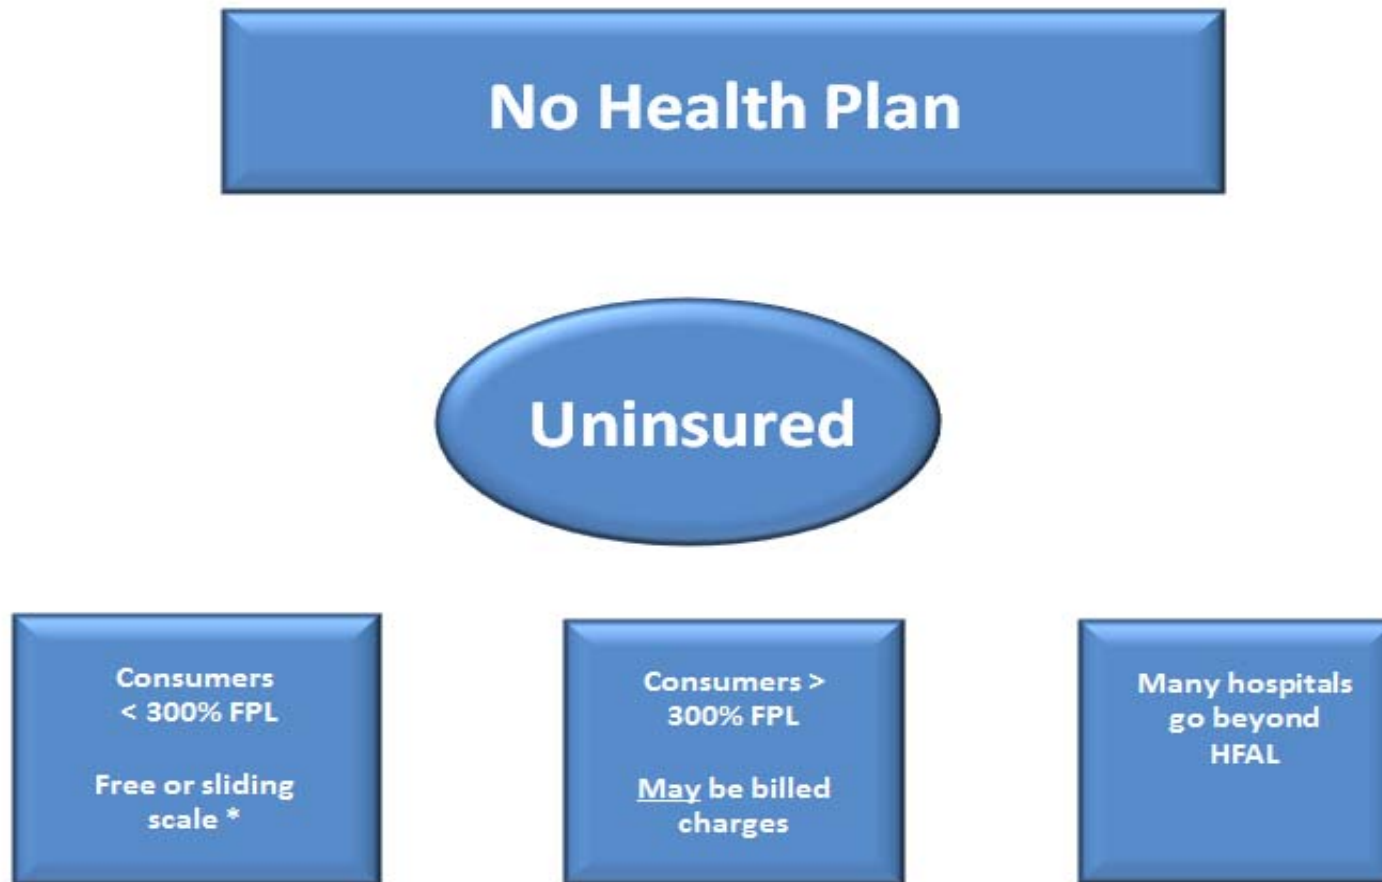 No Health Plan
Uninsured
Consumers
< 300% FPL
Free or sliding
scale *
Consumers >
300% FPL
May be billed
charges
Many hospitals
go beyond
HFAL